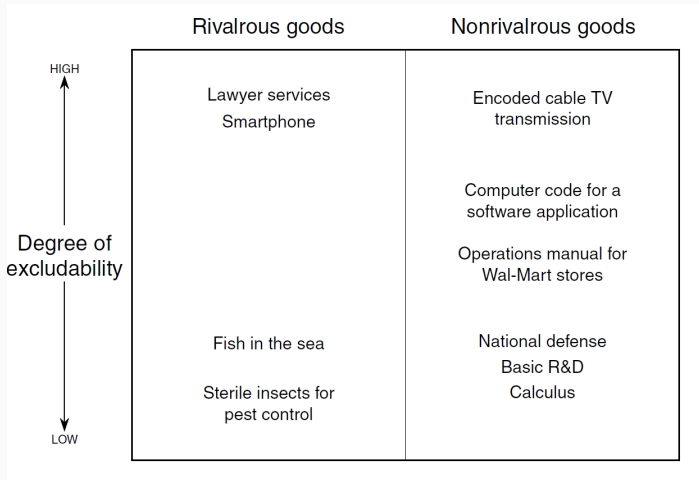 Rivalrous goods
Nonrivalrous goods
HIGH
Lawyer services
Smartphone
Encoded cable TV
transmission
Computer code for a
software application
Degree of
excludability
Operations manual for
Wal-Mart stores
Fish in the sea
National defense
Basic R&D
Sterile insects for
pest control
Calculus
LOW